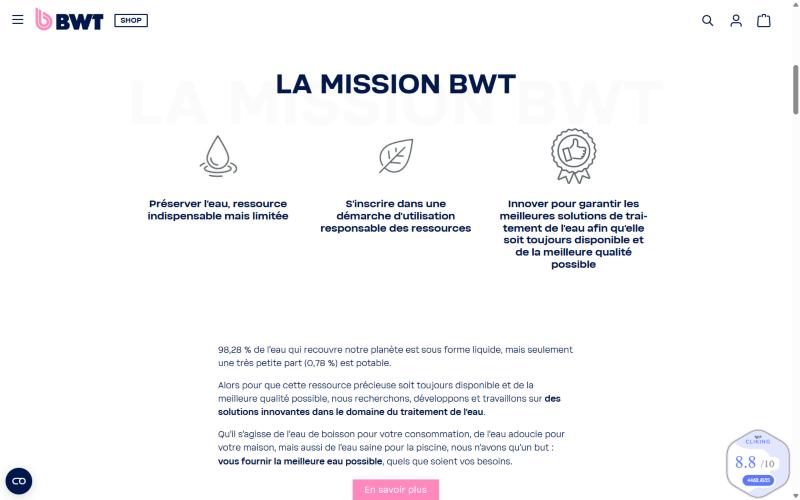 BWT
SHOP
LA MISSION BWT
LA MISSION BWT
Préserver l'eau, ressource
indispensable mais limitée
S'inscrire dans une
démarche d'utilisation
responsable des ressources
Innover pour garantir les
meilleures solutions de trai-
tement de l'eau afin qu'elle
soit toujours disponible et
de la meilleure qualité
possible
98,28 % de l'eau qui recouvre notre planète est sous forme liquide, mais seulement
une très petite part (0,78 %) est potable.
Alors pour que cette ressource précieuse soit toujours disponible et de la
meilleure qualité possible, nous recherchons, développons et travaillons sur des
solutions innovantes dans le domaine du traitement de l'eau.
Qu'il s'agisse de l'eau de boisson pour votre consommation, de l'eau adoucie pour
votre maison, mais aussi de l'eau saine pour la piscine, nous n'avons qu'un but :
vous fournir la meilleure eau possible, quels que soient vos besoins.
En savoir plus
8.8 /10